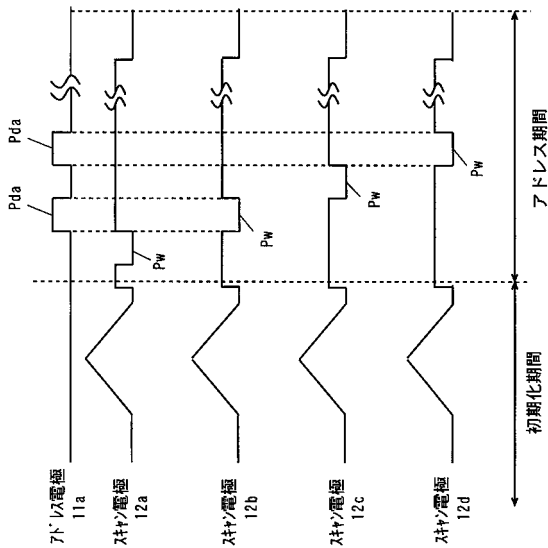 Pda
Pda
アドレス電極
11a
スキャン電極
12a
Pw
スキャン電極
12b
Pw
スキャン電極
12c
Pw
スキャン電極
12d
Pw
初期化期間
アドレス期間